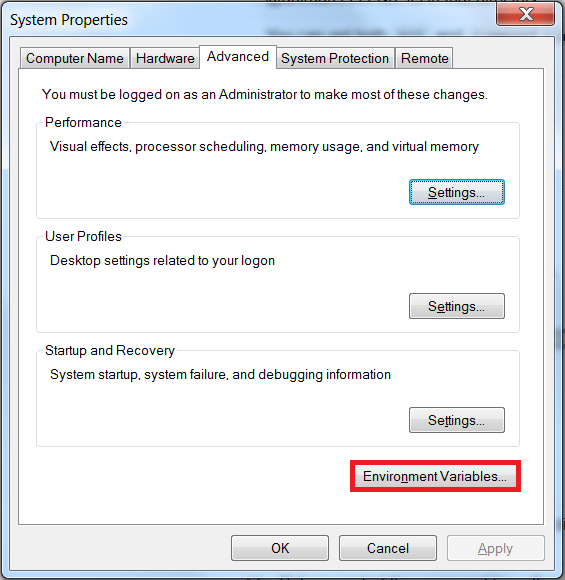 System Properties
Computer Name Hardware Advanced System Protection Remote
You must be logged on as an Administrator to make most of these changes.
Performance
Visual effects, processor scheduling, memory usage, and virtual memory
Settings...
User Profiles
Desktop settings related to your logon
Settings...
Startup and Recovery
System startup, system failure, and debugging information
Settings...
Environment Variables...
OK Cancel Apply